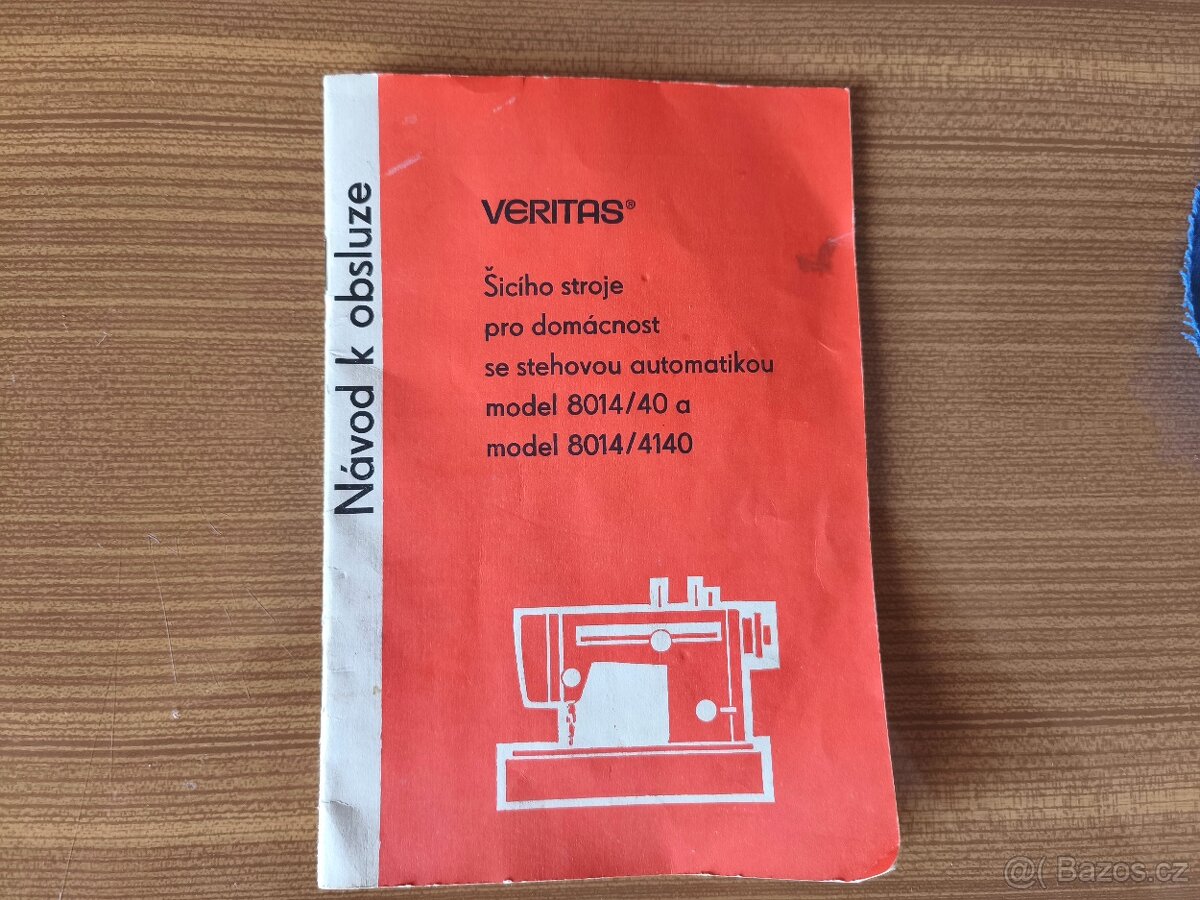 Návod k obsluze
VERITAS®
Šicího stroje
pro domácnost
se stehovou automatikou
model 8014/40 a
model 8014/4140
@( Bazos.cz